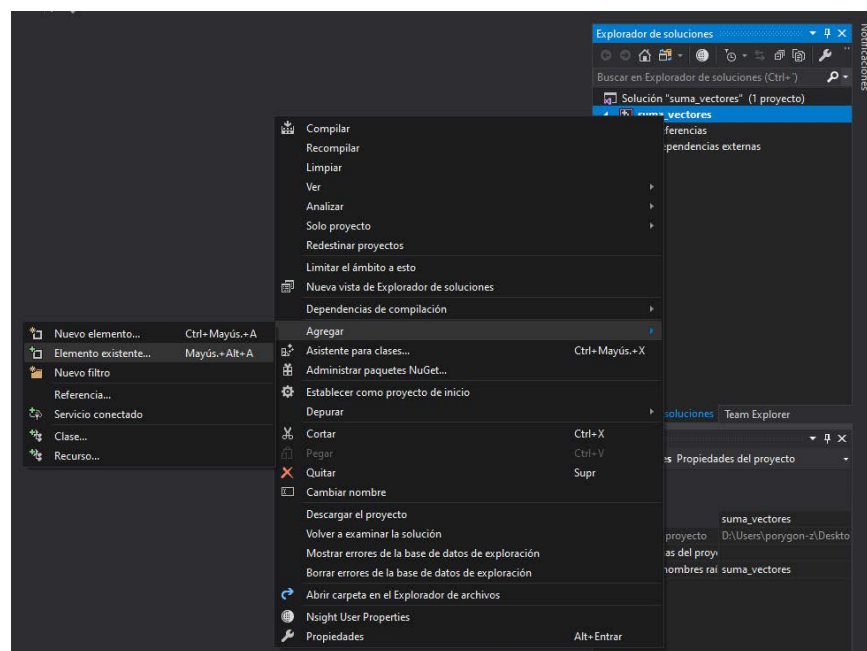 Explorador de soluciones
Notificaciones
Buscar en Explorador de soluciones (Ctrl+´)
Solución "suma_vectores" (1 proyecto)
suma_vectores
ferencias
ependencias externas
Compilar
Recompilar
Limpiar
Ver
Analizar
Solo proyecto
Redestinar proyectos
Limitar el ámbito a esto
Nueva vista de Explorador de soluciones
Dependencias de compilación
Agregar
Asistente para clases... Ctrl+Mayús.+X
Administrar paquetes NuGet...
Establecer como proyecto de inicio
Depurar
Cortar Ctrl+X
Pegar Ctrl+V
Quitar Supr
Cambiar nombre
Descargar el proyecto
Volver a examinar la solución
Mostrar errores de la base de datos de exploración
Borrar errores de la base de datos de exploración
Abrir carpeta en el Explorador de archivos
Nsight User Properties
Propiedades Alt+Entrar
Nuevo elemento... Ctrl+Mayús.+A
Elemento existente... Mayús.+Alt+A
Nuevo filtro
Referencia...
Servicio conectado
Clase...
Recurso...
soluciones Team Explorer
es Propiedades del proyecto
suma_vectores
proyecto D:\Users\porygon-z\Deskto
as del proy
ombres raí suma_vectores